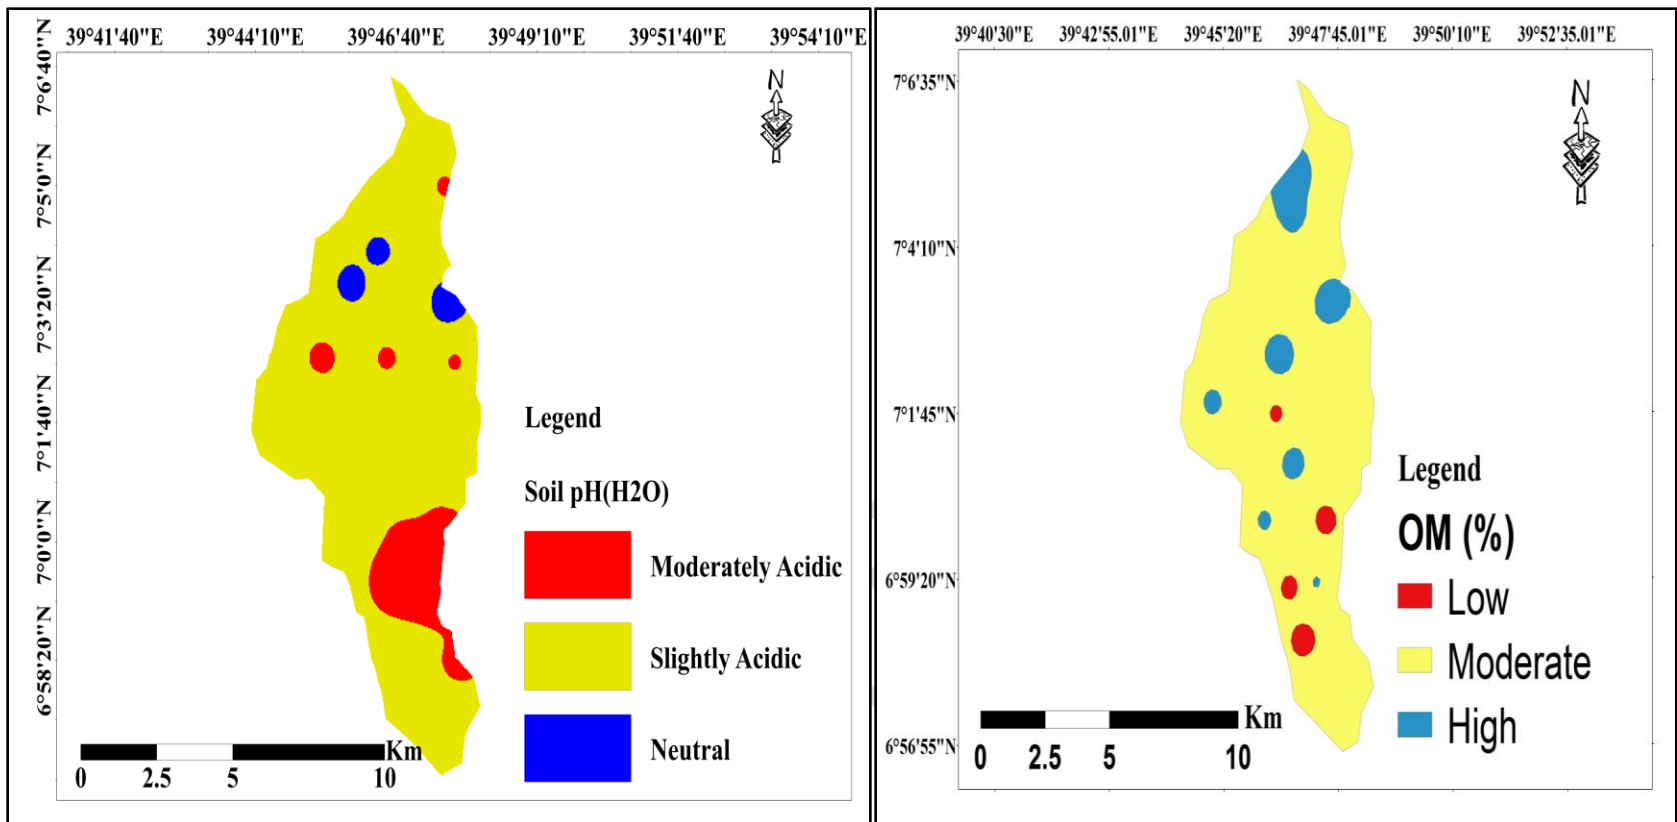 39°41'40"E 39°44'10"E 39°46'40"E 39°49'10"E 39°51'40"E 39°54'10"E
7°6'40"N
7°5'0"N
7°3'20"N
7°1'40"N
7°0'0"N
6°58'20"N
N
Legend
Soil pH(H2O)
Moderately Acidic
Slightly Acidic
Neutral
Km
0 2.5 5 10
39°40'30"E 39°42'55.01"E 39°45'20"E 39°47'45.01"E 39°50'10"E 39°52'35.01"E
7°6'35"N
7°4'10"N
7°1'45"N
6°59'20"N
6°56'55"N
N
Legend
OM (%)
Low
Moderate
High
Km
0 2.5 5 10